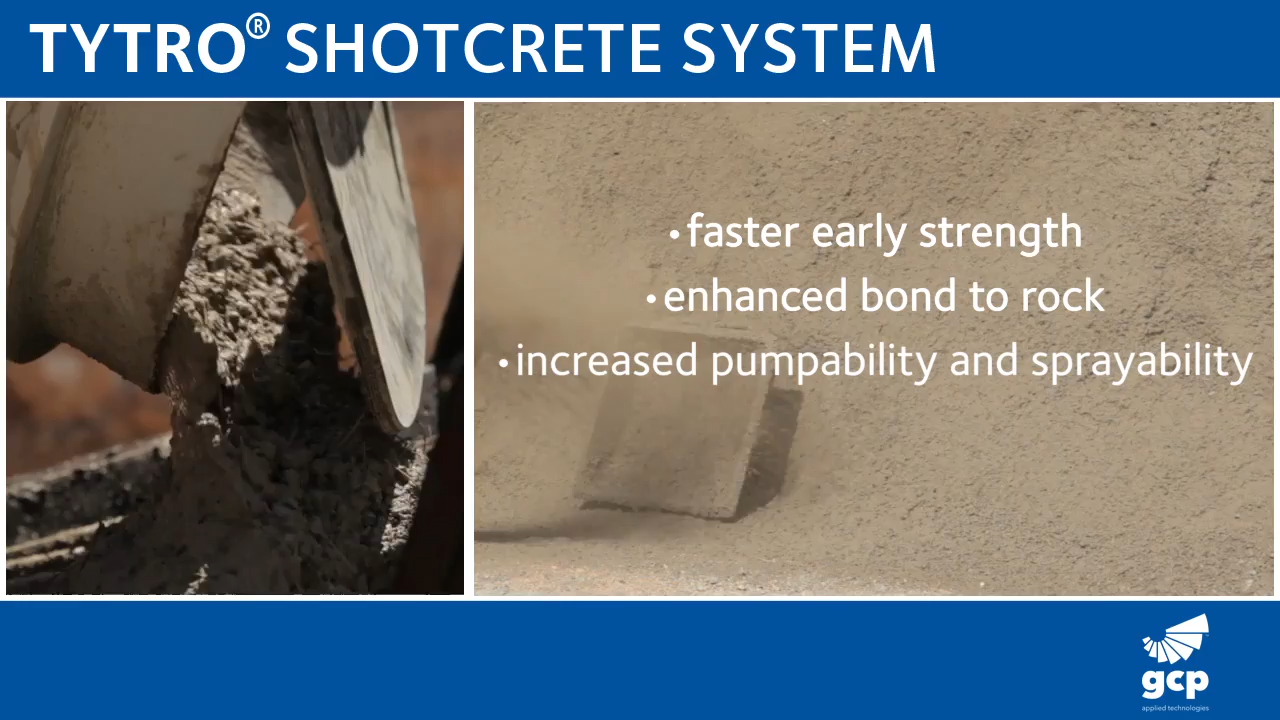 TYTRO® SHOTCRETE SYSTEM
• faster early strength
• enhanced bond to rock
• increased pumpability and sprayability
gcp
applied technologies